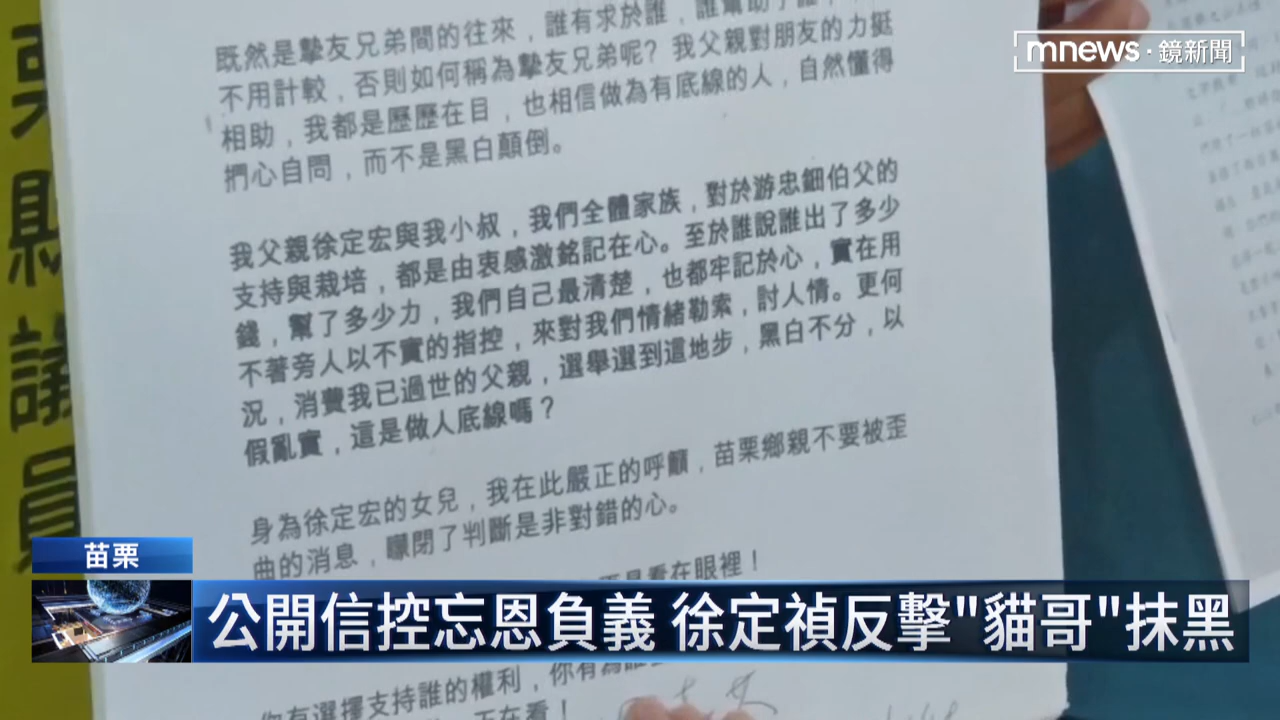 mnews·鏡新聞
縣議員
既然是摯友兄弟間的往來，誰有求於誰，誰幫助了誰
不用計較，否則如何稱為摯友兄弟呢？我父親對朋友的力挺
相助，我都是歷歷在目，也相信做為有底線的人，自然懂得
捫心自問，而不是黑白顛倒。
我父親徐定宏與我小叔，我們全體家族，對於游忠鈿伯父的
支持與栽培，都是由衷感激銘記在心。至於誰說誰出了多少
錢，幫了多少力，我們自己最清楚，也都牢記於心，實在用
不著旁人以不實的指控，來對我們情緒勒索，討人情。更何
況，消費我已過世的父親，選舉選到這地步，黑白不分，以
假亂實，這是做人底線嗎？
身為徐定宏的女兒，我在此嚴正的呼籲，苗栗鄉親不要被歪
曲的消息，矇閉了判斷是非對錯的心。
看在眼裡！
苗栗
公開信控忘恩負義 徐定禎反擊"貓哥"抹黑
你有選擇支持誰的權利，你有為
正在看！